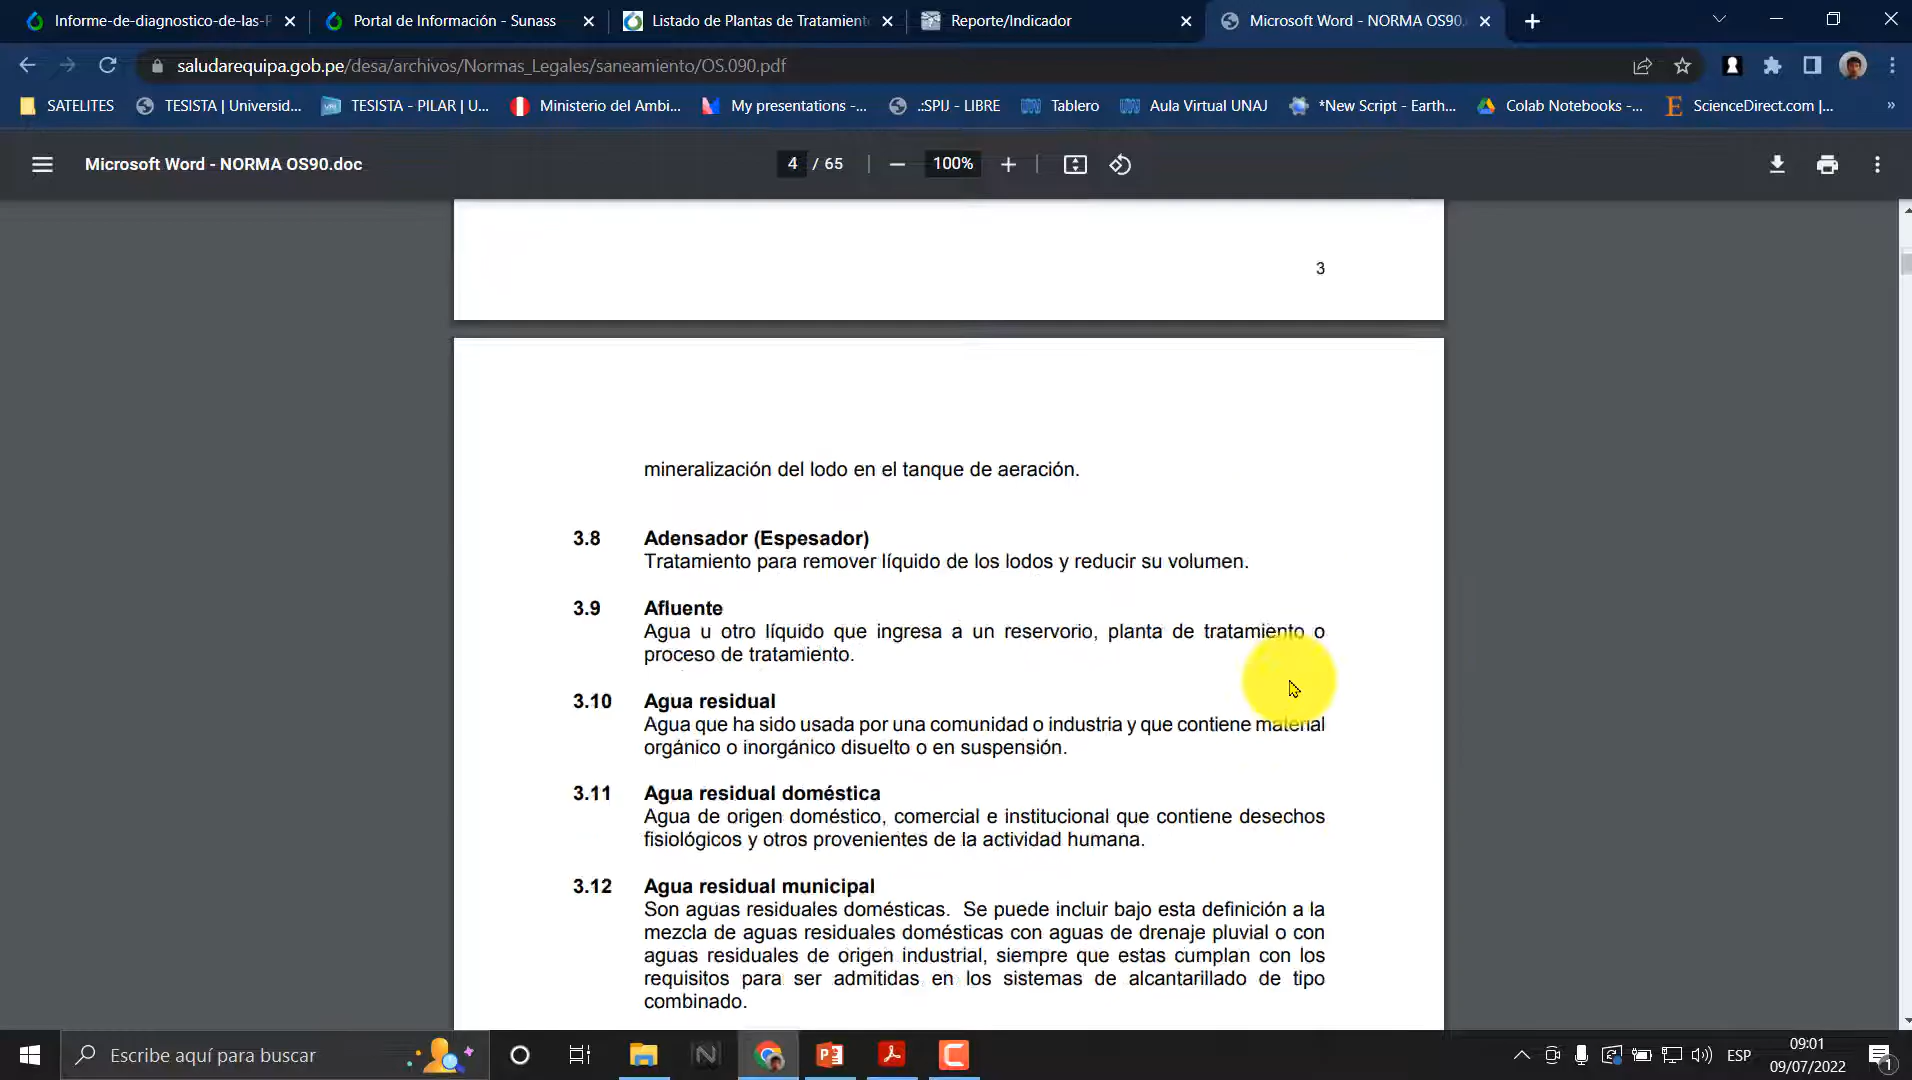 Informe-de-diagnostico-de-las-P
Portal de Información - Sunass
Listado de Plantas de Tratamient
Reporte/Indicador
Microsoft Word - NORMA OS90.
saludarequipa.gob.pe/desa/archivos/Normas_Legales/saneamiento/OS.090.pdf
SATELITES
TESISTA | Universid...
TESISTA - PILAR | U...
Ministerio del Ambi...
My presentations -...
.:SPIJ - LIBRE
Tablero
Aula Virtual UNAJ
*New Script - Earth...
Colab Notebooks -...
ScienceDirect.com |...
»
Microsoft Word - NORMA OS90.doc
4 / 65
100%
3
mineralización del lodo en el tanque de aeración.
3.8 Adensador (Espesador)
Tratamiento para remover líquido de los lodos y reducir su volumen.
3.9 Afluente
Agua u otro líquido que ingresa a un reservorio, planta de tratamiento o
proceso de tratamiento.
3.10 Agua residual
Agua que ha sido usada por una comunidad o industria y que contiene material
orgánico o inorgánico disuelto o en suspensión.
3.11 Agua residual doméstica
Agua de origen doméstico, comercial e institucional que contiene desechos
fisiológicos y otros provenientes de la actividad humana.
3.12 Agua residual municipal
Son aguas residuales domésticas. Se puede incluir bajo esta definición a la
mezcla de aguas residuales domésticas con aguas de drenaje pluvial o con
aguas residuales de origen industrial, siempre que estas cumplan con los
requisitos para ser admitidas en los sistemas de alcantarillado de tipo
combinado.
Escribe aquí para buscar
ESP
09:01
09/07/2022
1